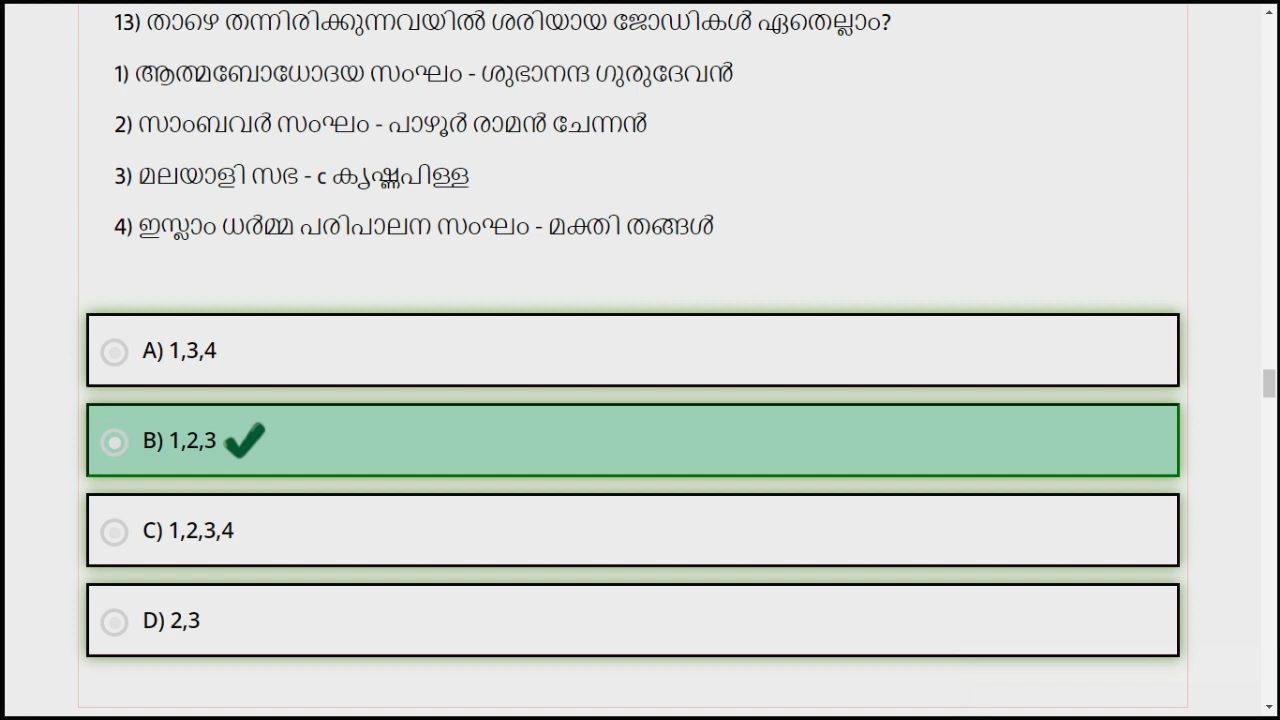 13) താഴെ തന്നിരിക്കുന്നവയിൽ ശരിയായ ജോഡികൾ ഏതെല്ലാം?
1) ആത്മബോധോദയ സംഘം - ശുഭാനന്ദ ഗുരുദേവൻ
2) സാംബവർ സംഘം - പാഴൂർ രാമൻ ചേന്നൻ
3) മലയാളി സഭ - c കൃഷ്ണപിള്ള
4) ഇസ്ലാം ധർമ്മ പരിപാലന സംഘം - മക്തി തങ്ങൾ
A) 1,3,4
B) 1,2,3
C) 1,2,3,4
D) 2,3